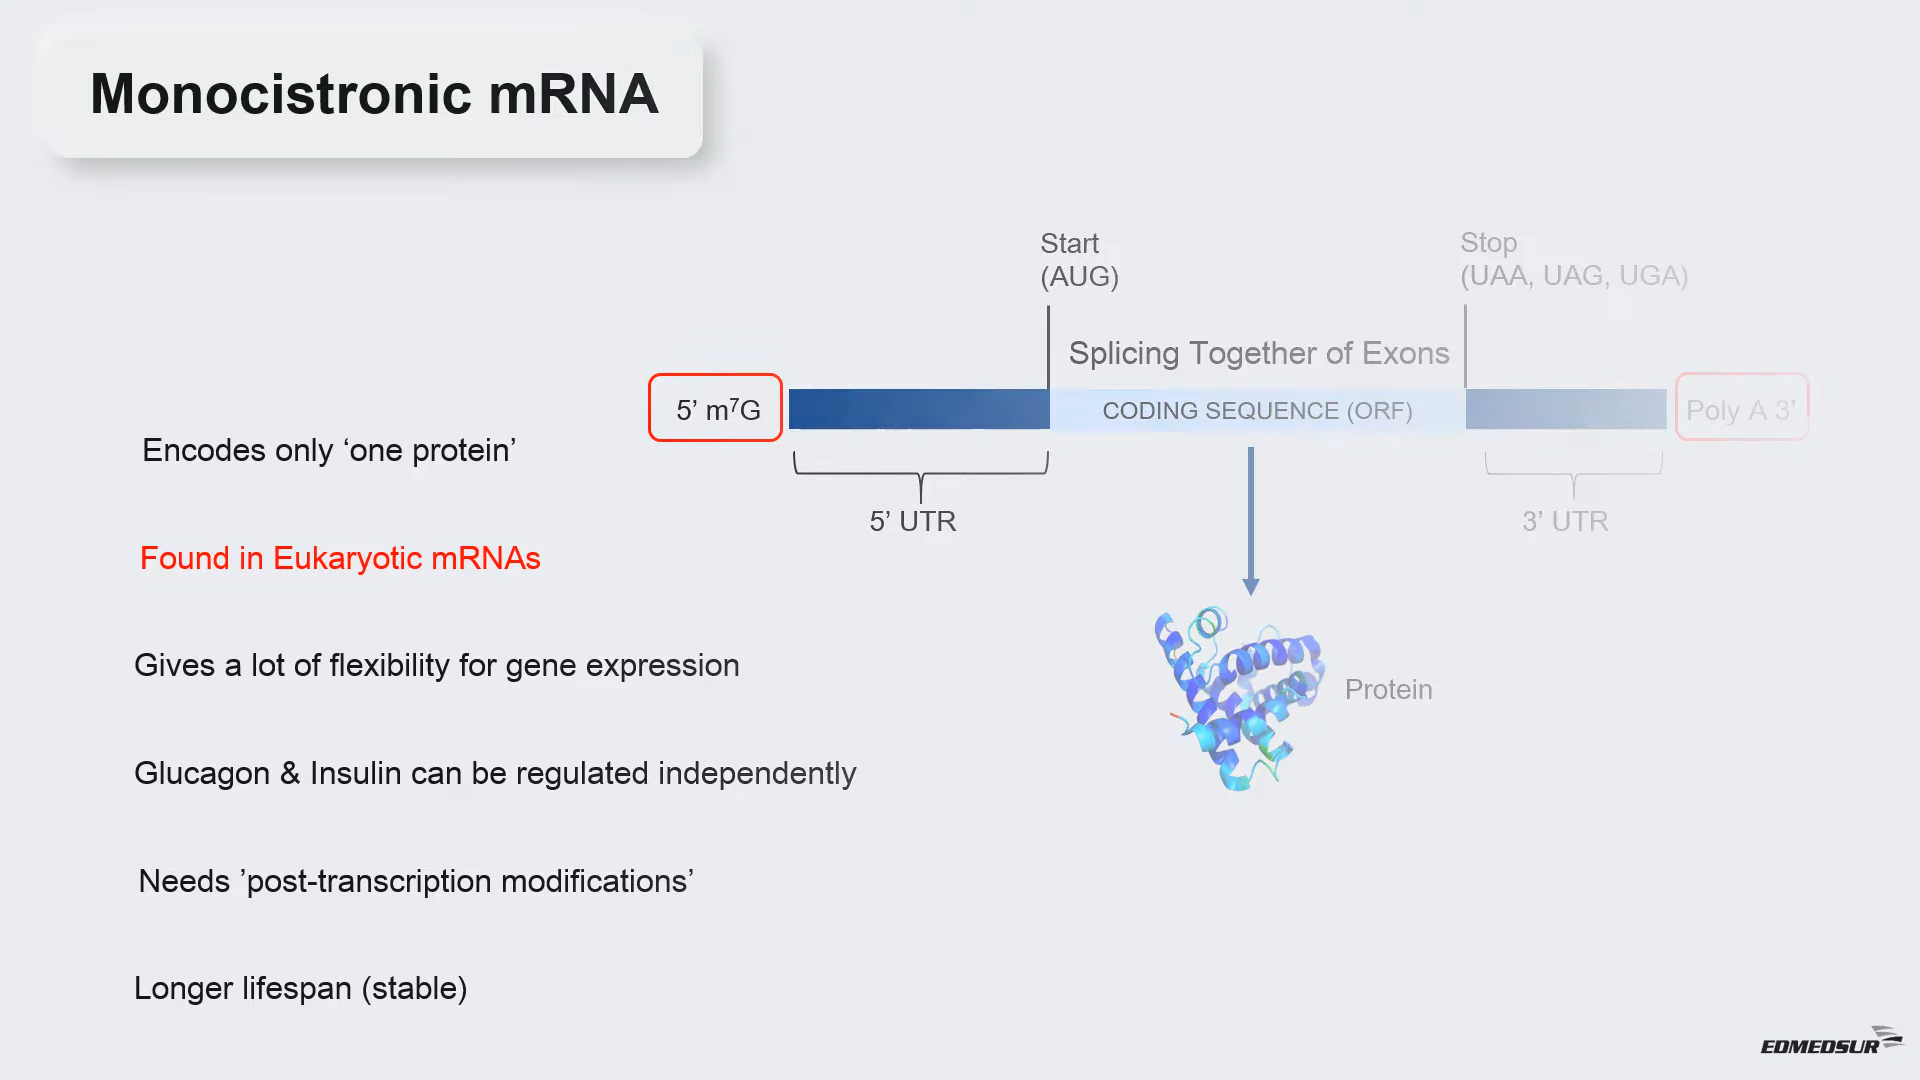 Monocistronic mRNA
Start
(AUG)
Stop
(UAA, UAG, UGA)
Splicing Together of Exons
5’ m⁷G
CODING SEQUENCE (ORF)
Poly A 3’
5’ UTR
3’ UTR
Protein
Encodes only ‘one protein’
Found in Eukaryotic mRNAs
Gives a lot of flexibility for gene expression
Glucagon & Insulin can be regulated independently
Needs ’post-transcription modifications’
Longer lifespan (stable)
EDMEDSUR